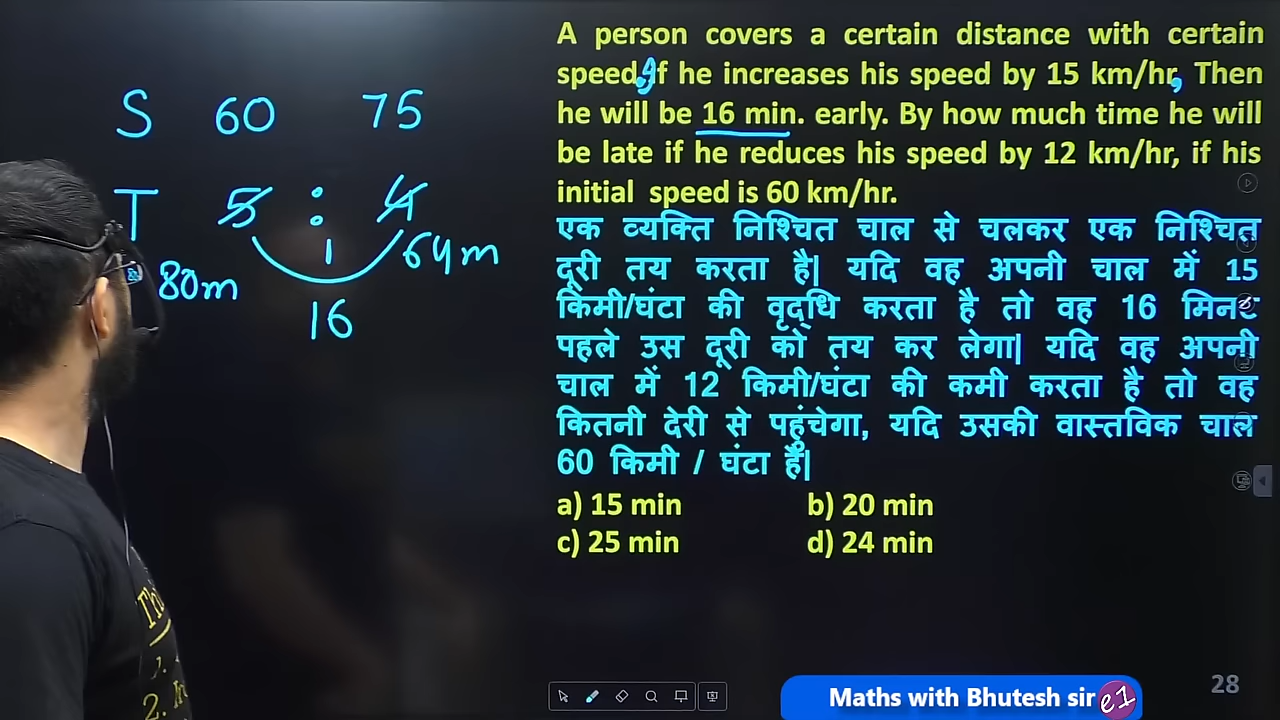 A person covers a certain distance with certain
speed, If he increases his speed by 15 km/hr, Then
he will be 16 min. early. By how much time he will
be late if he reduces his speed by 12 km/hr, if his
initial speed is 60 km/hr.
एक व्यक्ति निश्चित चाल से चलकर एक निश्चित
दूरी तय करता है| यदि वह अपनी चाल में 15
किमी/घंटा की वृद्धि करता है तो वह 16 मिनट
पहले उस दूरी को तय कर लेगा| यदि वह अपनी
चाल में 12 किमी/घंटा की कमी करता है तो वह
कितनी देरी से पहुंचेगा, यदि उसकी वास्तविक चाल
60 किमी / घंटा है|
a) 15 min b) 20 min
c) 25 min d) 24 min
S 60 75
T 5 : 4
1 64m
80m
16
1.
2.
28
Maths with Bhutesh sir e1